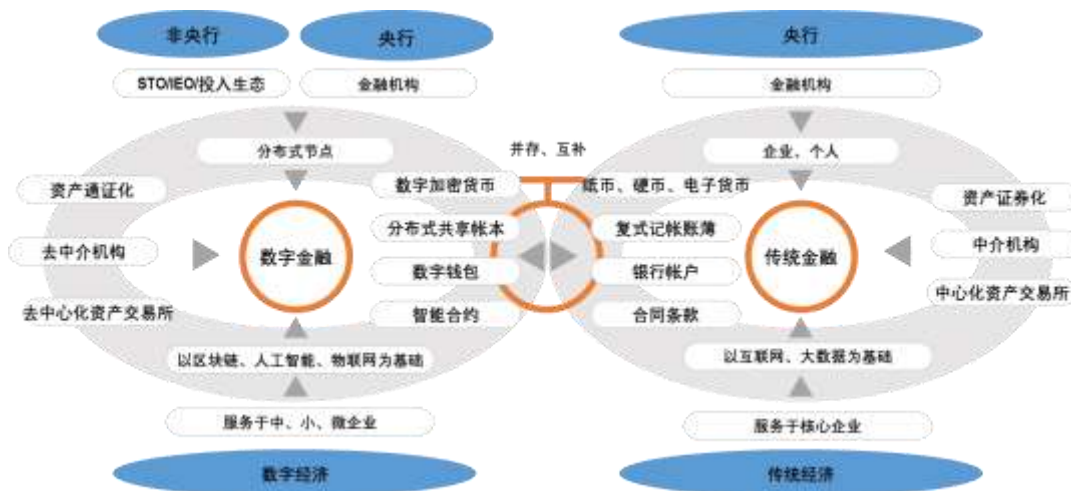 非央行
央行
央行
STO/IEO/投入生态
金融机构
金融机构
分布式节点
并存、互补
企业、个人
资产通证化
数字加密货币
纸币、硬币、电子货币
资产证券化
去中介机构
数字金融
分布式共享帐本
复式记帐账薄
传统金融
中介机构
数字钱包
银行帐户
去中心化资产交易所
智能合约
合同条款
中心化资产交易所
以区块链、人工智能、物联网为基础
以互联网、大数据为基础
服务于中、小、微企业
服务于核心企业
数字经济
传统经济